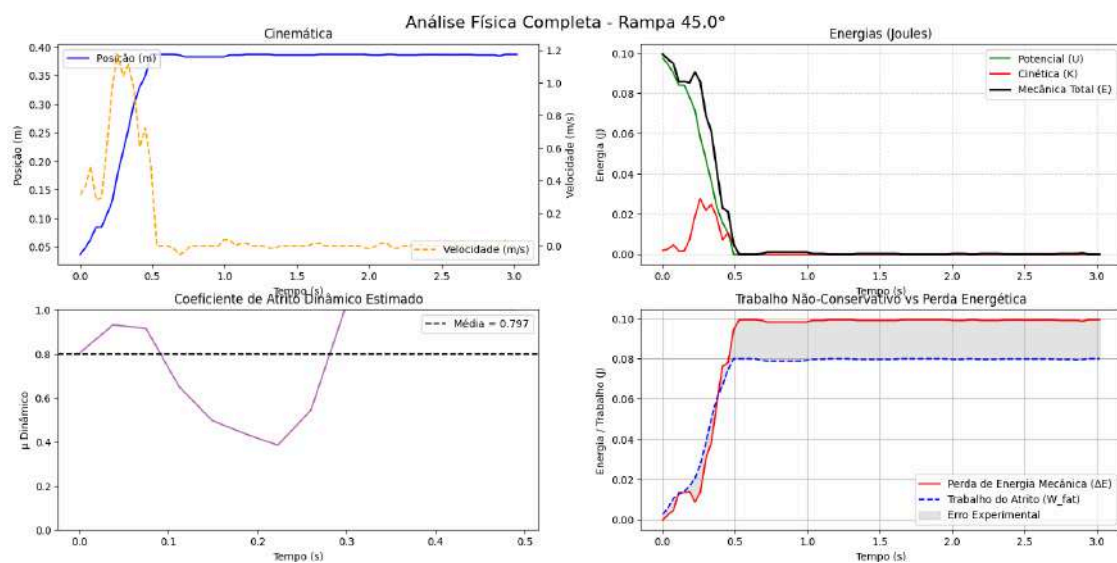 Análise Física Completa - Rampa 45.0°
Cinemática
0.40
0.35
0.30
0.25
0.20
0.15
0.10
0.05
Posição (m)
Posição (m)
Velocidade (m/s)
1.2
1.0
0.8
0.6
0.4
0.2
0.0
Velocidade (m/s)
0.0 0.5 1.0 1.5 2.0 2.5 3.0
Tempo (s)
Energias (Joules)
0.10
0.08
0.06
0.04
0.02
0.00
Energia (J)
Potencial (U)
Cinética (K)
Mecânica Total (E)
0.0 0.5 1.0 1.5 2.0 2.5 3.0
Tempo (s)
Coeficiente de Atrito Dinâmico Estimado
1.0
0.8
0.6
0.4
0.2
0.0
μ Dinâmico
Média = 0.797
0.0 0.1 0.2 0.3 0.4 0.5
Tempo (s)
Trabalho Não-Conservativo vs Perda Energética
0.10
0.08
0.06
0.04
0.02
0.00
Energia / Trabalho (J)
Perda de Energia Mecânica (ΔE)
Trabalho do Atrito (W_fat)
Erro Experimental
0.0 0.5 1.0 1.5 2.0 2.5 3.0
Tempo (s)